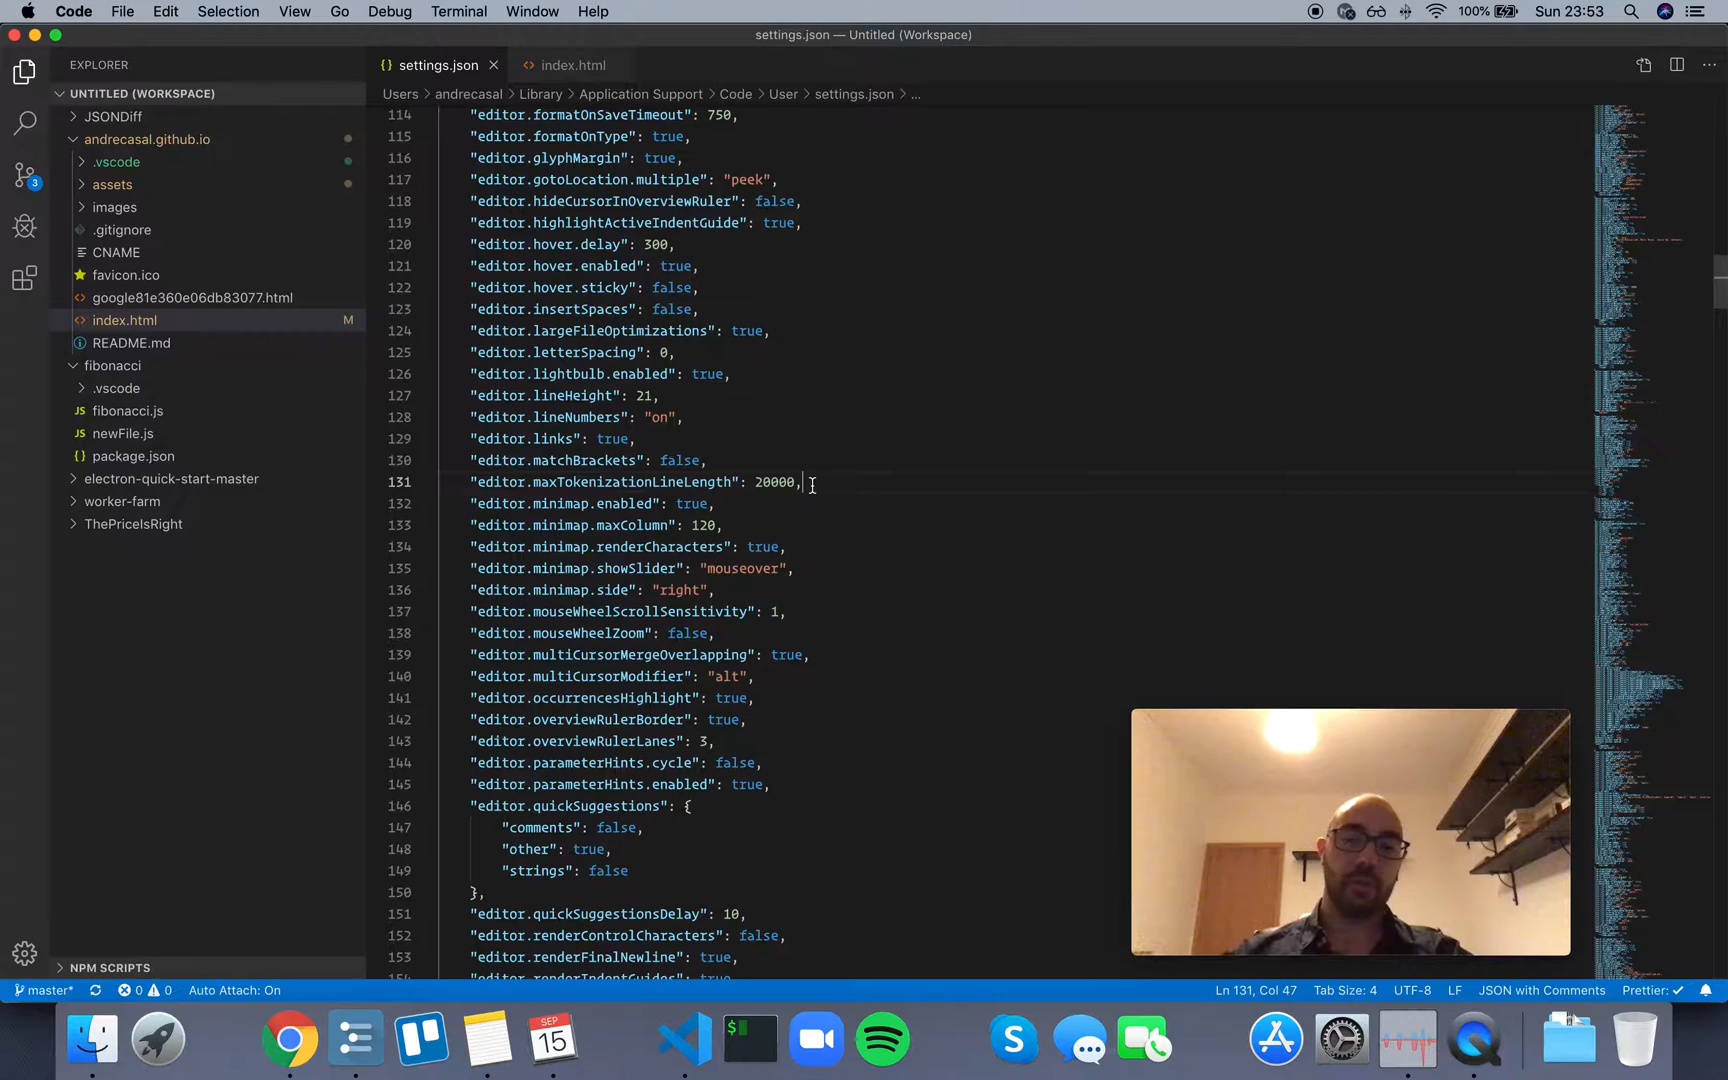 Code File Edit Selection View Go Debug Terminal Window Help 100% Sun 23:53
settings.json — Untitled (Workspace)
EXPLORER
UNTITLED (WORKSPACE)
JSONDiff
andrecasal.github.io
.vscode
assets
images
.gitignore
CNAME
favicon.ico
google81e360e06db83077.html
index.html M
README.md
fibonacci
.vscode
JS fibonacci.js
JS newFile.js
{} package.json
electron-quick-start-master
worker-farm
ThePriceIsRight
NPM SCRIPTS
3
{} settings.json index.html
Users > andrecasal > Library > Application Support > Code > User > settings.json > ...
114 "editor.formatOnSaveTimeout": 750,
115 "editor.formatOnType": true,
116 "editor.glyphMargin": true,
117 "editor.gotoLocation.multiple": "peek",
118 "editor.hideCursorInOverviewRuler": false,
119 "editor.highlightActiveIndentGuide": true,
120 "editor.hover.delay": 300,
121 "editor.hover.enabled": true,
122 "editor.hover.sticky": false,
123 "editor.insertSpaces": false,
124 "editor.largeFileOptimizations": true,
125 "editor.letterSpacing": 0,
126 "editor.lightbulb.enabled": true,
127 "editor.lineHeight": 21,
128 "editor.lineNumbers": "on",
129 "editor.links": true,
130 "editor.matchBrackets": false,
131 "editor.maxTokenizationLineLength": 20000,
132 "editor.minimap.enabled": true,
133 "editor.minimap.maxColumn": 120,
134 "editor.minimap.renderCharacters": true,
135 "editor.minimap.showSlider": "mouseover",
136 "editor.minimap.side": "right",
137 "editor.mouseWheelScrollSensitivity": 1,
138 "editor.mouseWheelZoom": false,
139 "editor.multiCursorMergeOverlapping": true,
140 "editor.multiCursorModifier": "alt",
141 "editor.occurrencesHighlight": true,
142 "editor.overviewRulerBorder": true,
143 "editor.overviewRulerLanes": 3,
144 "editor.parameterHints.cycle": false,
145 "editor.parameterHints.enabled": true,
146 "editor.quickSuggestions": {
147 "comments": false,
148 "other": true,
149 "strings": false
150 },
151 "editor.quickSuggestionsDelay": 10,
152 "editor.renderControlCharacters": false,
153 "editor.renderFinalNewline": true,
154 "editor.renderIndentGuides": true
master* 0 0 Auto Attach: On Ln 131, Col 47 Tab Size: 4 UTF-8 LF JSON with Comments Prettier: ✓
SEP
15
$